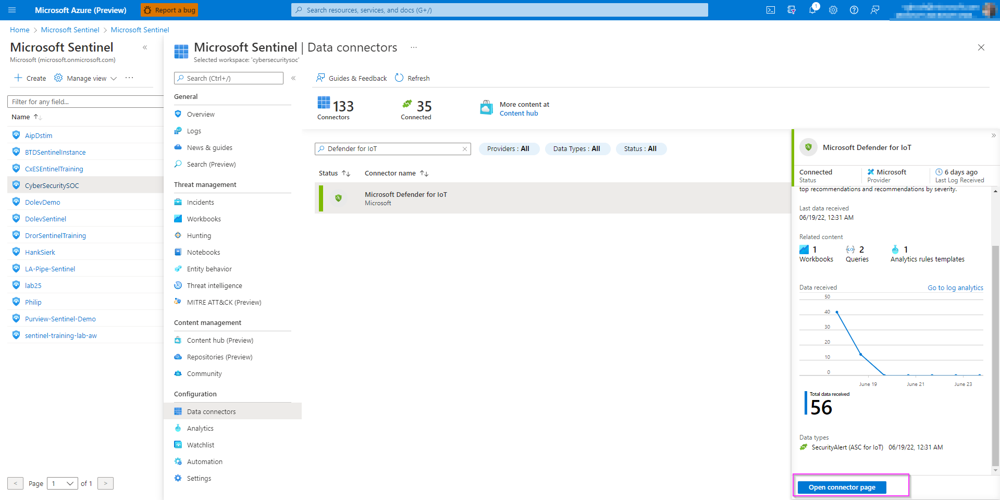 Microsoft Azure (Preview)
Report a bug
Search resources, services, and docs (G+/)
1
Home > Microsoft Sentinel > Microsoft Sentinel
Microsoft Sentinel
Microsoft (microsoft.onmicrosoft.com)
Create
Manage view
Filter for any field...
Name
AipDstim
BTDSentinelInstance
CxESEntinelTraining
CyberSecuritySOC
DolevDemo
DolevSentinel
DrorSentinelTraining
HankSierk
LA-Pipe-Sentinel
lab25
Philip
Purview-Sentinel-Demo
sentinel-training-lab-aw
< Page 1 of 1 >
Microsoft Sentinel | Data connectors ...
Selected workspace: 'cybersecuritysoc'
Search (Ctrl+/)
General
Overview
Logs
News & guides
Search (Preview)
Threat management
Incidents
Workbooks
Hunting
Notebooks
Entity behavior
Threat intelligence
MITRE ATT&CK (Preview)
Content management
Content hub (Preview)
Repositories (Preview)
Community
Configuration
Data connectors
Analytics
Watchlist
Automation
Settings
Guides & Feedback
Refresh
133
Connectors
35
Connected
More content at
Content hub
Defender for IoT
Providers : All
Data Types : All
Status : All
Status
Connector name
Microsoft Defender for IoT
Microsoft
Microsoft Defender for IoT
Connected
Status
Microsoft
Provider
6 days ago
Last Log Received
top recommendations and recommendations by severity.
Last data received
06/19/22, 12:31 AM
Related content
1
Workbooks
2
Queries
1
Analytics rules templates
Data received
Go to log analytics
50
40
30
20
10
0
June 19
June 21
June 23
Total data received
56
Data types
SecurityAlert (ASC for IoT) 06/19/22, 12:31 AM
Open connector page